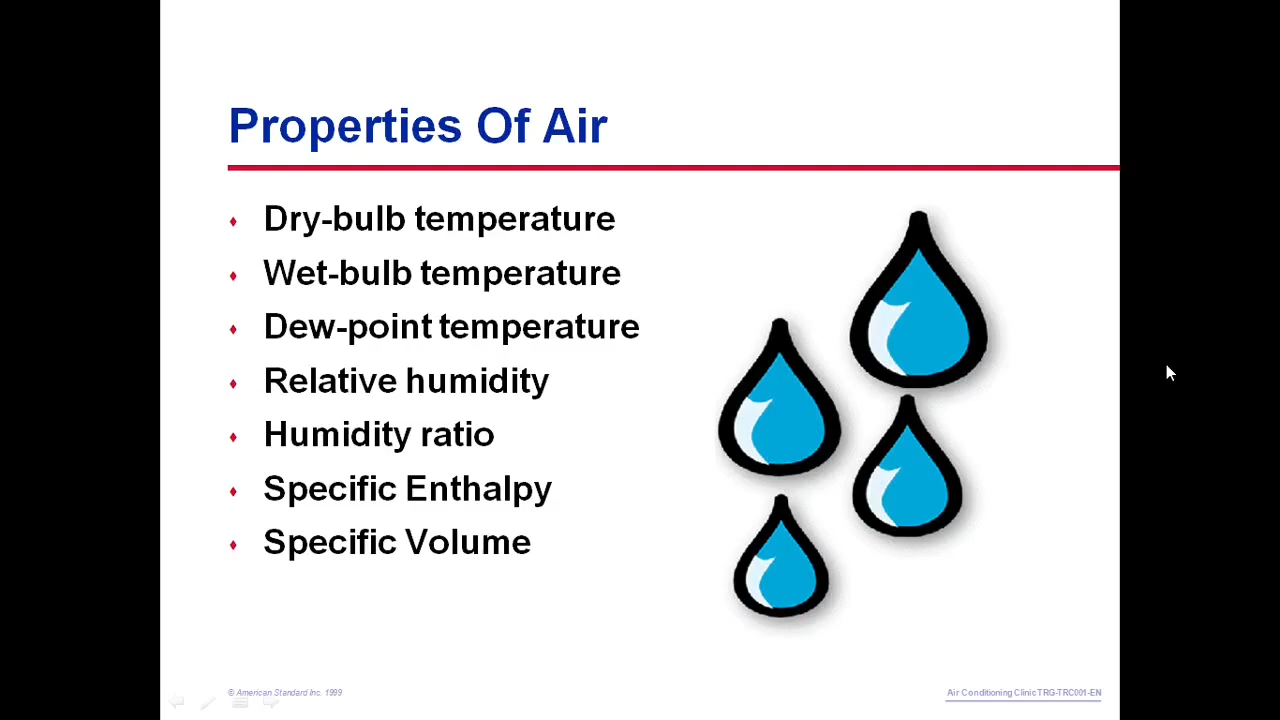 Properties Of Air
Dry-bulb temperature
Wet-bulb temperature
Dew-point temperature
Relative humidity
Humidity ratio
Specific Enthalpy
Specific Volume
© American Standard Inc. 1999
Air Conditioning Clinic TRG-TRC001-EN